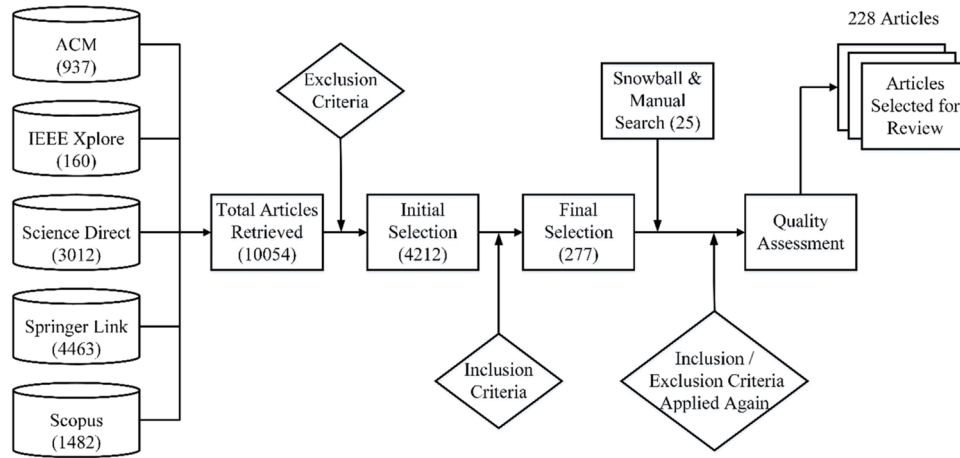 ACM
(937)
IEEE Xplore
(160)
Science Direct
(3012)
Springer Link
(4463)
Scopus
(1482)
Total Articles
Retrieved
(10054)
Exclusion
Criteria
Initial
Selection
(4212)
Inclusion
Criteria
Final
Selection
(277)
Snowball &
Manual
Search (25)
Inclusion /
Exclusion Criteria
Applied Again
Quality
Assessment
228 Articles
Articles
Selected for
Review